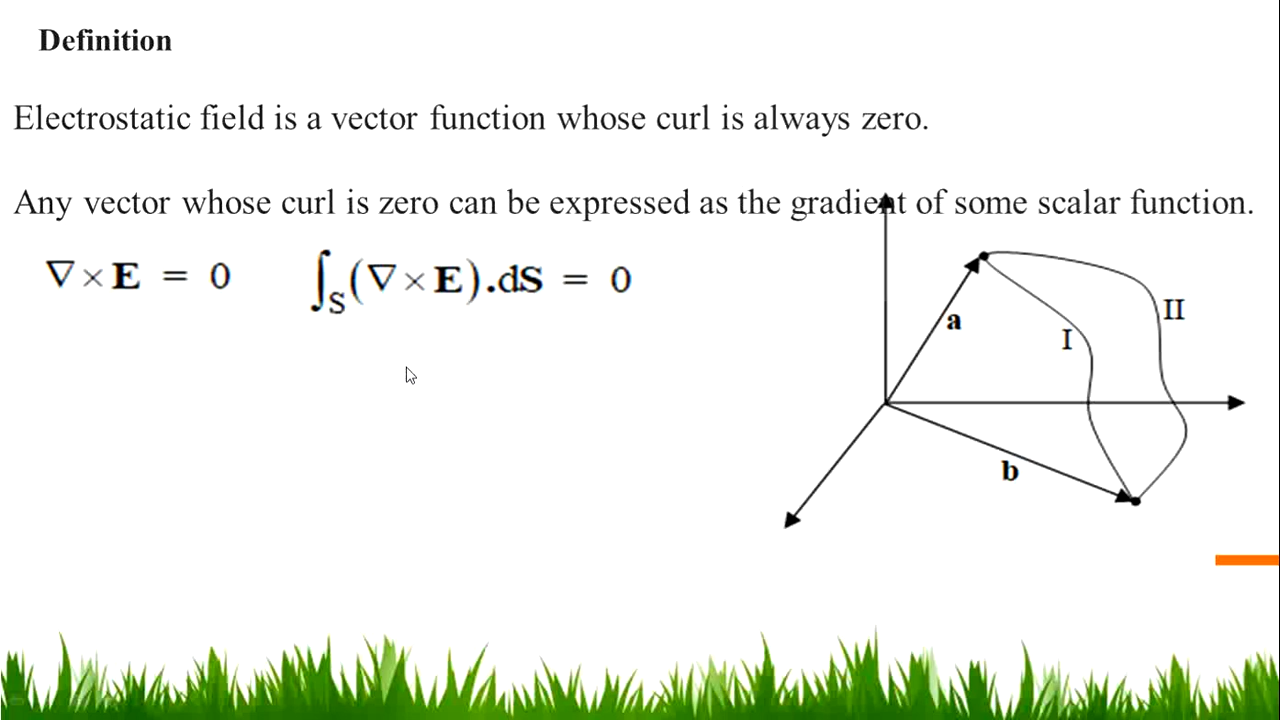 Definition
Electrostatic field is a vector function whose curl is always zero.
Any vector whose curl is zero can be expressed as the gradient of some scalar function.
∇×E = 0
∫S(∇×E).dS = 0
a
I
II
b